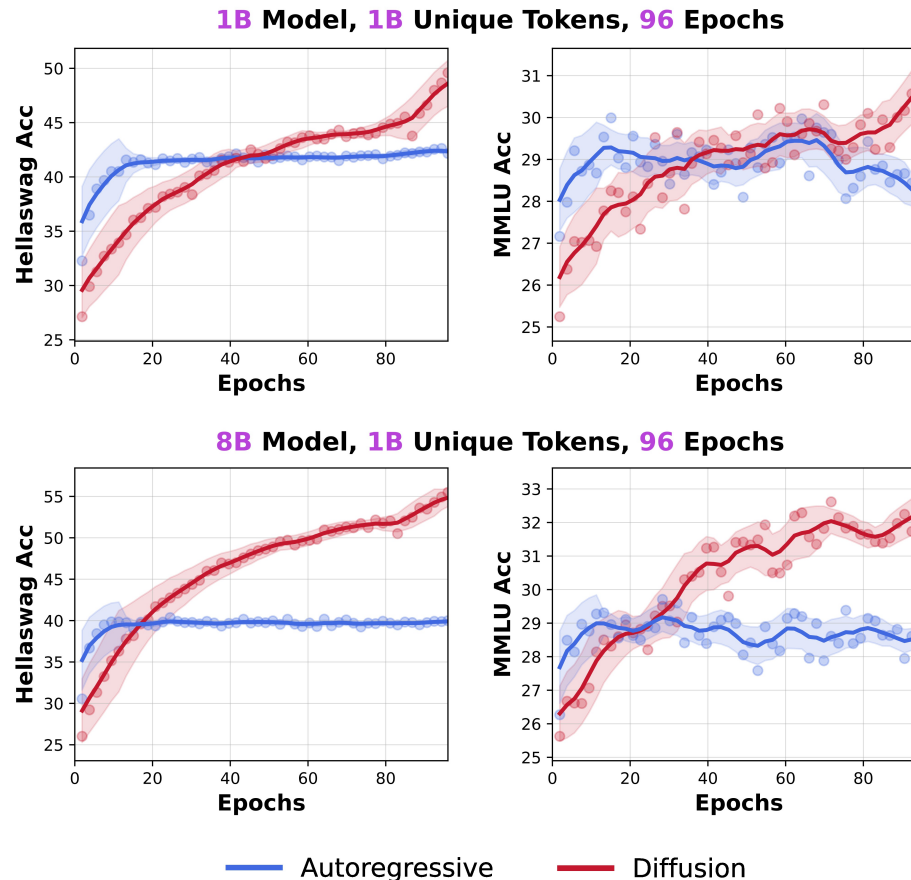 1B Model, 1B Unique Tokens, 96 Epochs
Hellaswag Acc
50
45
40
35
30
25
0 20 40 60 80
Epochs
MMLU Acc
31
30
29
28
27
26
25
0 20 40 60 80
Epochs
8B Model, 1B Unique Tokens, 96 Epochs
Hellaswag Acc
55
50
45
40
35
30
25
0 20 40 60 80
Epochs
MMLU Acc
33
32
31
30
29
28
27
26
25
0 20 40 60 80
Epochs
Autoregressive Diffusion